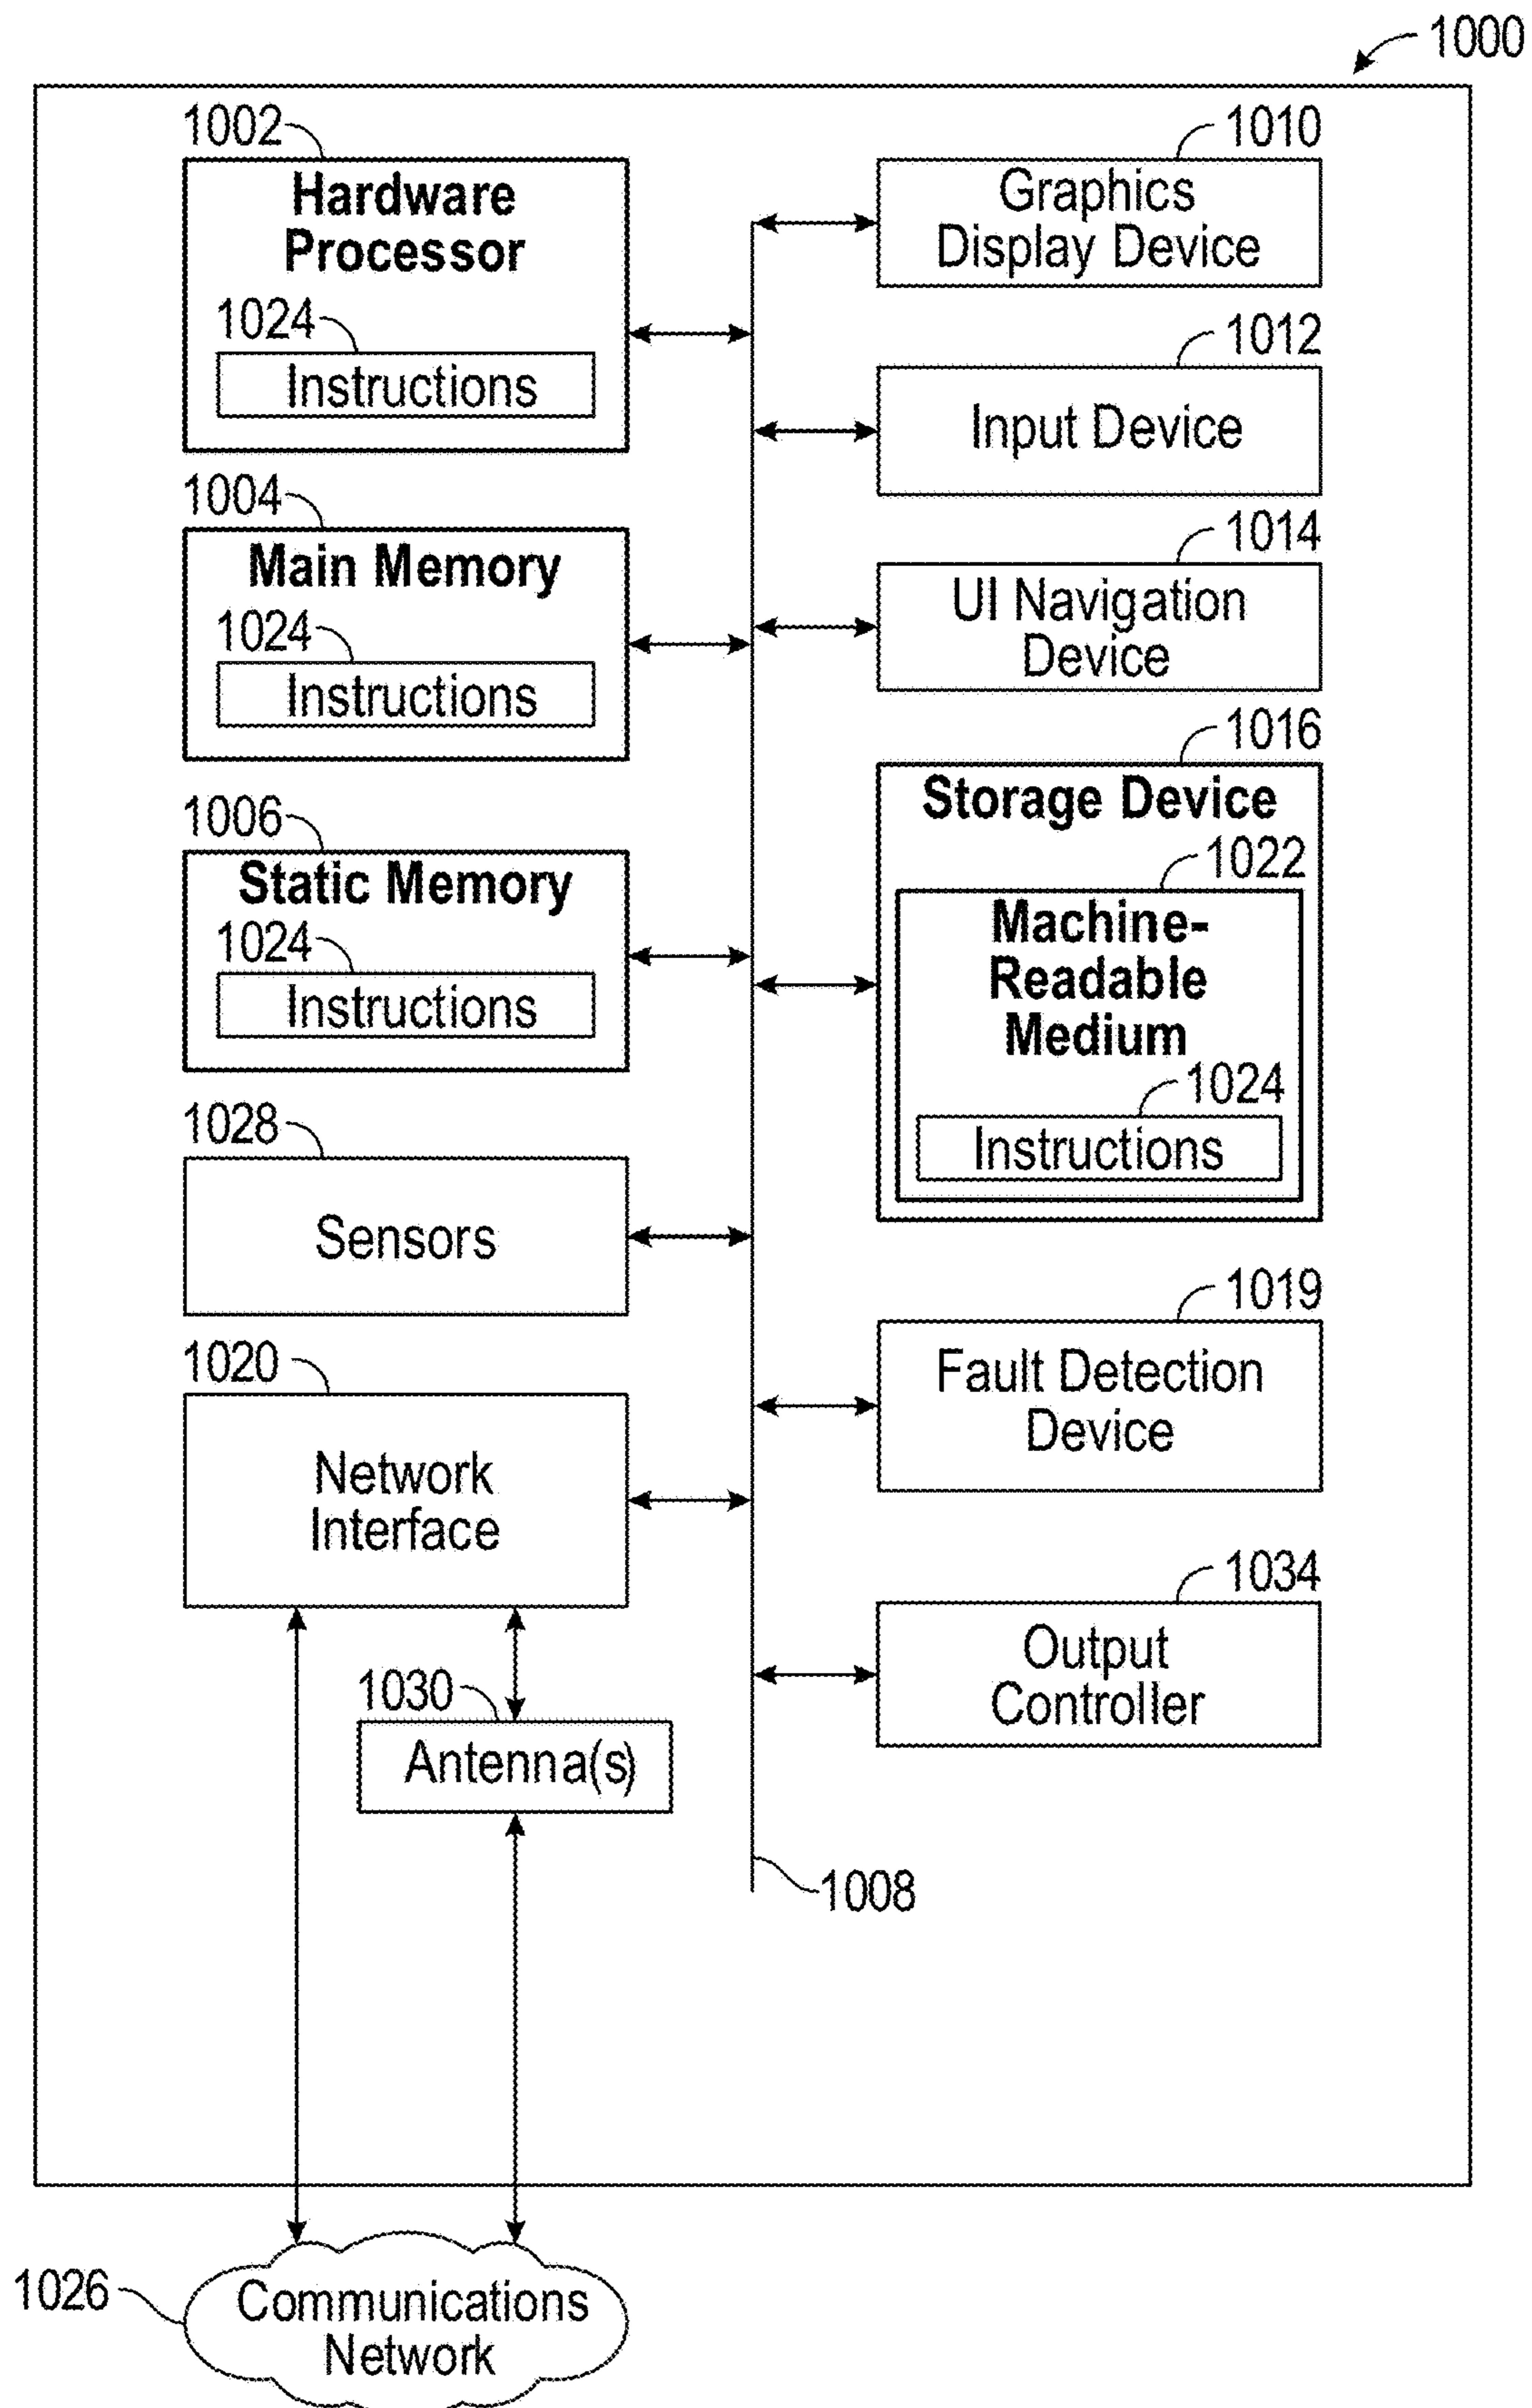 1000
1002
Hardware
Processor
1024
Instructions
1004
Main Memory
1024
Instructions
1006
Static Memory
1024
Instructions
1028
Sensors
1020
Network
Interface
1030
Antenna(s)
1010
Graphics
Display Device
1012
Input Device
1014
UI Navigation
Device
1016
Storage Device
1022
Machine-
Readable
Medium
1024
Instructions
1019
Fault Detection
Device
1034
Output
Controller
1008
1026
Communications
Network